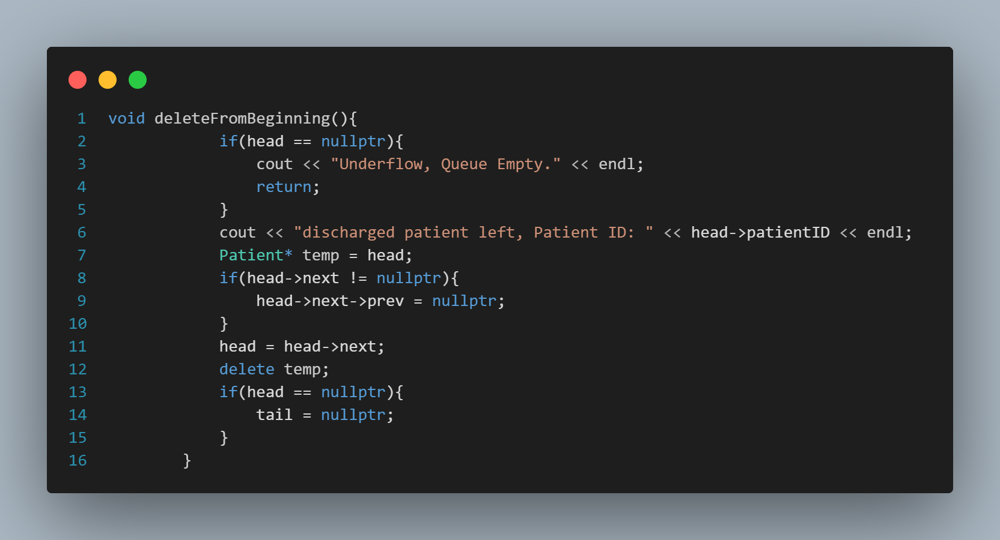 1 void deleteFromBeginning(){
2             if(head == nullptr){
3                 cout << "Underflow, Queue Empty." << endl;
4                 return;
5             }
6             cout << "discharged patient left, Patient ID: " << head->patientID << endl;
7             Patient* temp = head;
8             if(head->next != nullptr){
9                 head->next->prev = nullptr;
10             }
11             head = head->next;
12             delete temp;
13             if(head == nullptr){
14                 tail = nullptr;
15             }
16         }